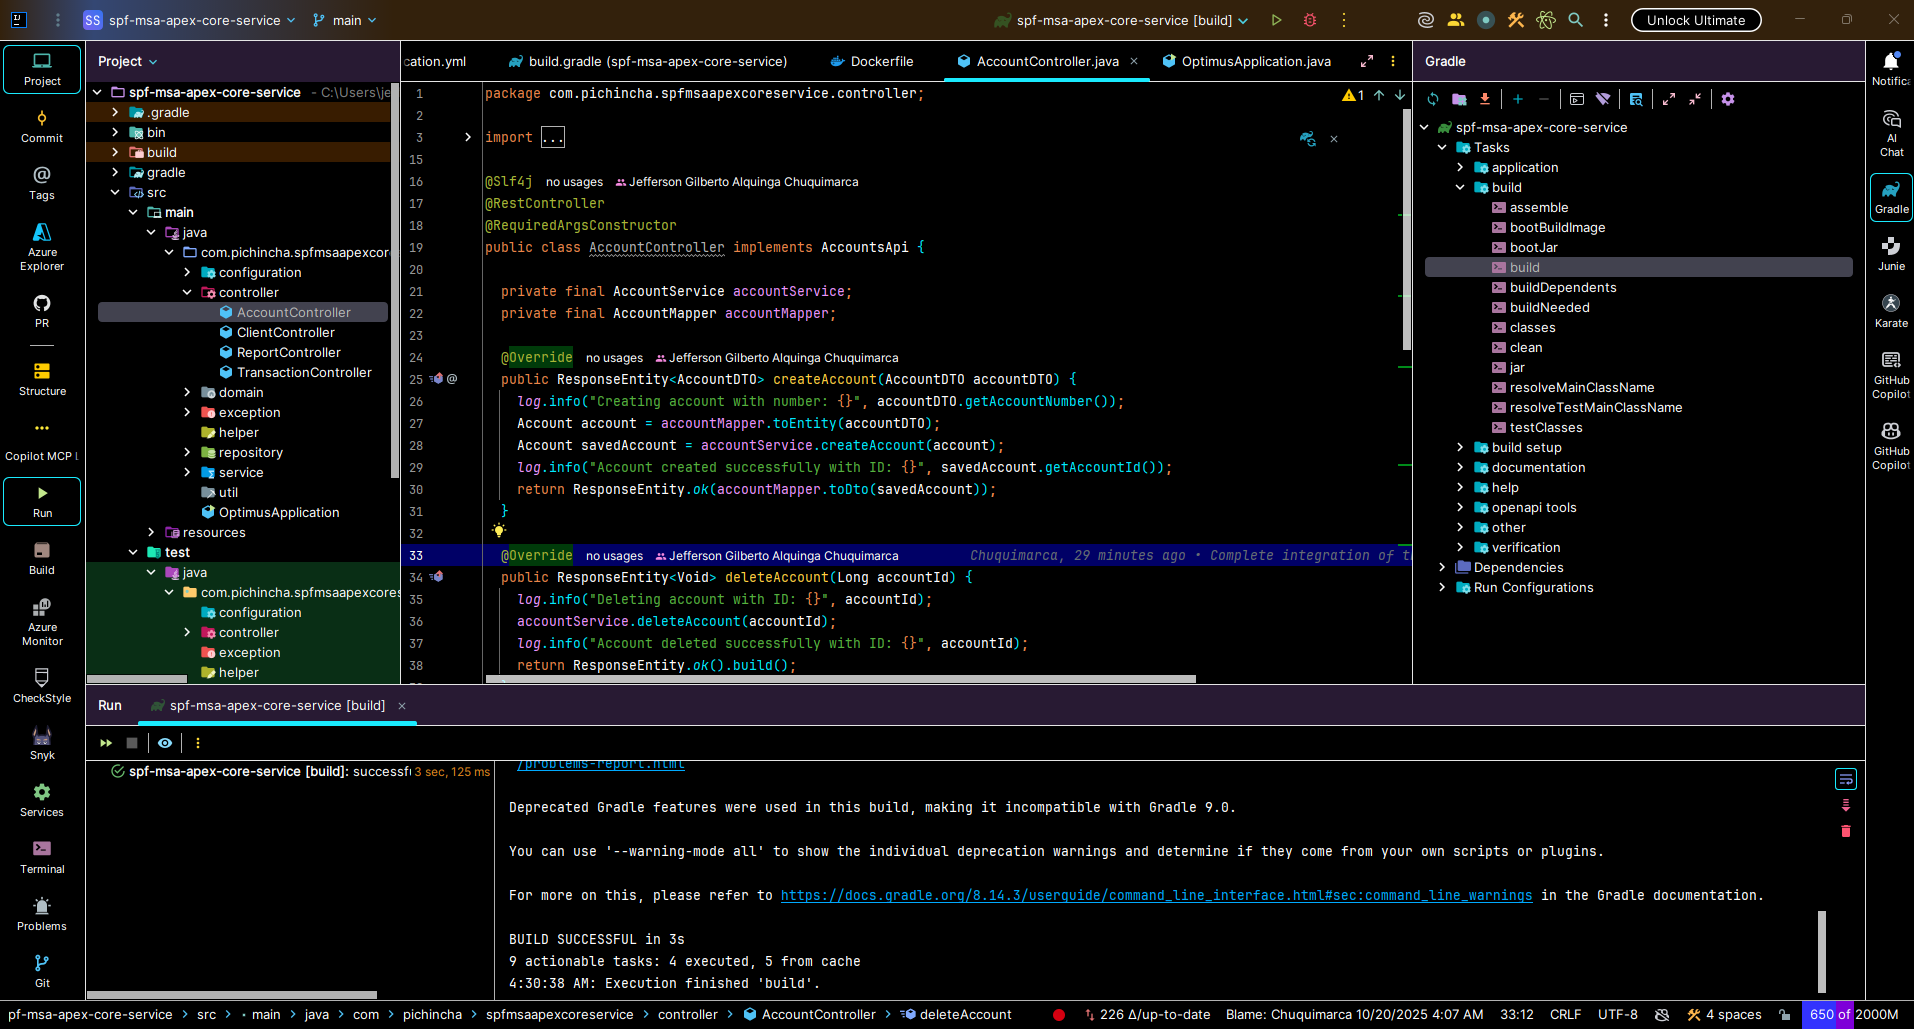 SS spf-msa-apex-core-service main spf-msa-apex-core-service [build] Unlock Ultimate
Project
Commit
Tags
Azure
Explorer
PR
Structure
Copilot MCP
Run
Build
Azure
Monitor
CheckStyle
Snyk
Services
Terminal
Problems
Git
Project
spf-msa-apex-core-service - C:\Users\je
.gradle
bin
build
gradle
src
main
java
com.pichincha.spfmsaapexcor
configuration
controller
AccountController
ClientController
ReportController
TransactionController
domain
exception
helper
repository
service
util
OptimusApplication
resources
test
java
com.pichincha.spfmsaapexcores
configuration
controller
exception
helper
cation.yml build.gradle (spf-msa-apex-core-service) Dockerfile AccountController.java × OptimusApplication.java
1 package com.pichincha.spfmsaapexcoreservice.controller; 1
2
3 import ...
15
16 @Slf4j no usages Jefferson Gilberto Alquinga Chuquimarca
17 @RestController
18 @RequiredArgsConstructor
19 public class AccountController implements AccountsApi {
20
21 private final AccountService accountService;
22 private final AccountMapper accountMapper;
23
24 @Override no usages Jefferson Gilberto Alquinga Chuquimarca
25 @ public ResponseEntity<AccountDTO> createAccount(AccountDTO accountDTO) {
26 log.info("Creating account with number: {}", accountDTO.getAccountNumber());
27 Account account = accountMapper.toEntity(accountDTO);
28 Account savedAccount = accountService.createAccount(account);
29 log.info("Account created successfully with ID: {}", savedAccount.getAccountId());
30 return ResponseEntity.ok(accountMapper.toDto(savedAccount));
31 }
32
33 @Override no usages Jefferson Gilberto Alquinga Chuquimarca Chuquimarca, 29 minutes ago • Complete integration of t
34 public ResponseEntity<Void> deleteAccount(Long accountId) {
35 log.info("Deleting account with ID: {}", accountId);
36 accountService.deleteAccount(accountId);
37 log.info("Account deleted successfully with ID: {}", accountId);
38 return ResponseEntity.ok().build();
Gradle
spf-msa-apex-core-service
Tasks
application
build
assemble
bootBuildImage
bootJar
build
buildDependents
buildNeeded
classes
clean
jar
resolveMainClassName
resolveTestMainClassName
testClasses
build setup
documentation
help
openapi tools
other
verification
Dependencies
Run Configurations
Notifica
AI
Chat
Gradle
Junie
Karate
GitHub
Copilot
GitHub
Copilot
Run spf-msa-apex-core-service [build] ×
spf-msa-apex-core-service [build]: successf 3 sec, 125 ms
/problems-report.html
Deprecated Gradle features were used in this build, making it incompatible with Gradle 9.0.
You can use '--warning-mode all' to show the individual deprecation warnings and determine if they come from your own scripts or plugins.
For more on this, please refer to https://docs.gradle.org/8.14.3/userguide/command_line_interface.html#sec:command_line_warnings in the Gradle documentation.
BUILD SUCCESSFUL in 3s
9 actionable tasks: 4 executed, 5 from cache
4:30:38 AM: Execution finished 'build'.
pf-msa-apex-core-service > src > main > java > com > pichincha > spfmsaapexcoreservice > controller > AccountController > deleteAccount 226 Δ/up-to-date Blame: Chuquimarca 10/20/2025 4:07 AM 33:12 CRLF UTF-8 4 spaces 650 of 2000M